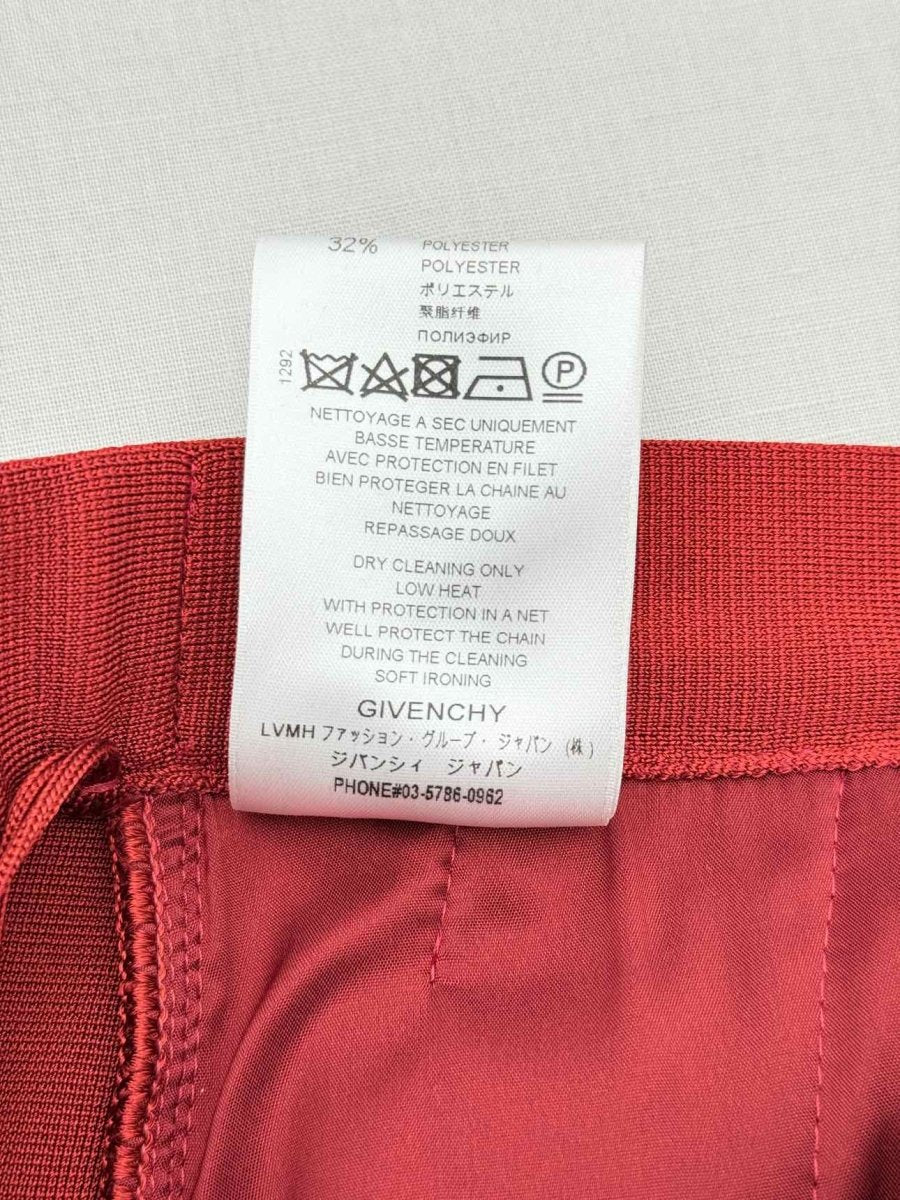 32% POLYESTER
POLYESTER
ポリエステル
聚脂纤维
ПОЛИЭФИР
1292
P
NETTOYAGE A SEC UNIQUEMENT
BASSE TEMPERATURE
AVEC PROTECTION EN FILET
BIEN PROTEGER LA CHAINE AU
NETTOYAGE
REPASSAGE DOUX
DRY CLEANING ONLY
LOW HEAT
WITH PROTECTION IN A NET
WELL PROTECT THE CHAIN
DURING THE CLEANING
SOFT IRONING
GIVENCHY
LVMH ファッション・グループ・ ジャパン (株)
ジバンシィ ジャパン
PHONE#03-5786-0962